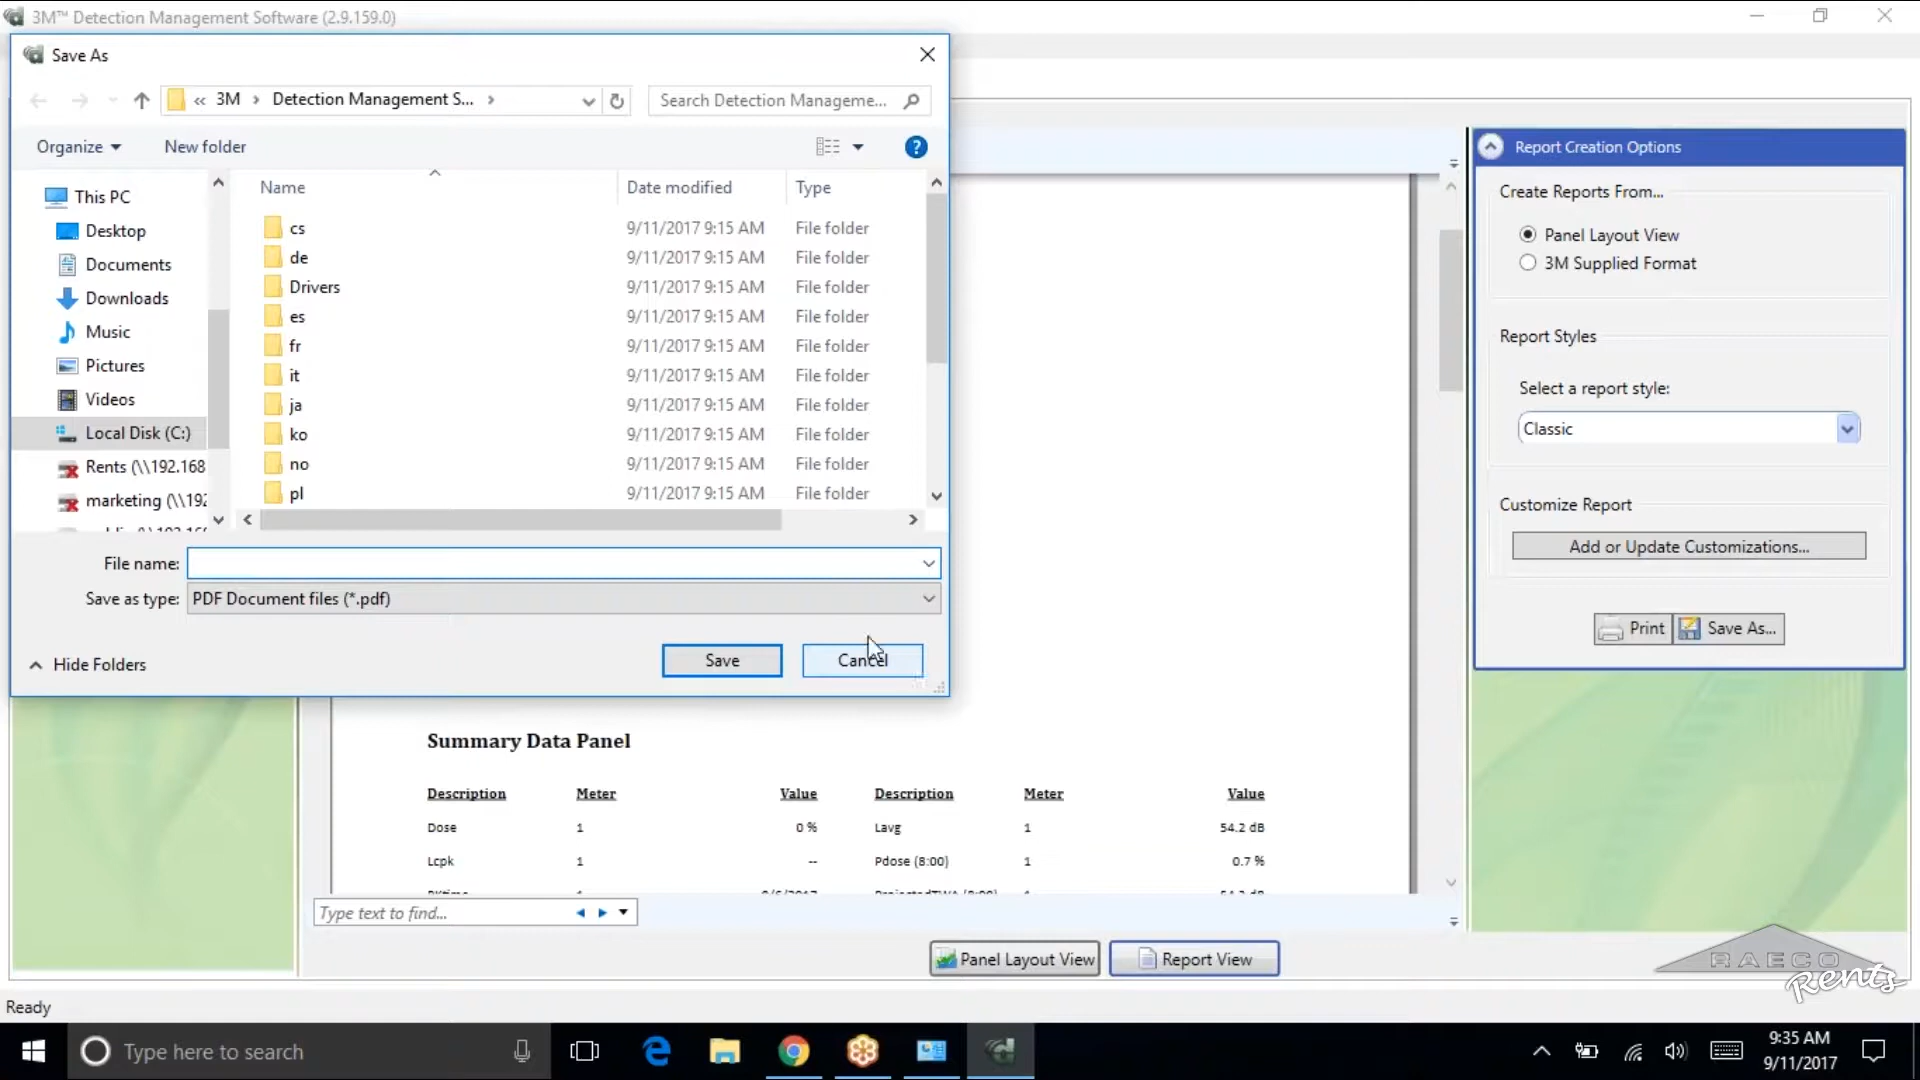 3M™ Detection Management Software (2.9.159.0)
Save As
« 3M > Detection Management S... >
Search Detection Manageme...
Organize
New folder
?
This PC
Desktop
Documents
Downloads
Music
Pictures
Videos
Local Disk (C:)
Rents (\\192.168
marketing (\\192
Name
Date modified
Type
cs 9/11/2017 9:15 AM File folder
de 9/11/2017 9:15 AM File folder
Drivers 9/11/2017 9:15 AM File folder
es 9/11/2017 9:15 AM File folder
fr 9/11/2017 9:15 AM File folder
it 9/11/2017 9:15 AM File folder
ja 9/11/2017 9:15 AM File folder
ko 9/11/2017 9:15 AM File folder
no 9/11/2017 9:15 AM File folder
pl 9/11/2017 9:15 AM File folder
File name:
Save as type: PDF Document files (*.pdf)
Hide Folders
Save
Cancel
Report Creation Options
Create Reports From...
Panel Layout View
3M Supplied Format
Report Styles
Select a report style:
Classic
Customize Report
Add or Update Customizations...
Print
Save As...
Summary Data Panel
Description Meter Value Description Meter Value
Dose 1 0 % Lavg 1 54.2 dB
Lcpk 1 -- Pdose (8:00) 1 0.7 %
Type text to find...
Panel Layout View
Report View
RAECO
Rents
Ready
Type here to search
9:35 AM
9/11/2017